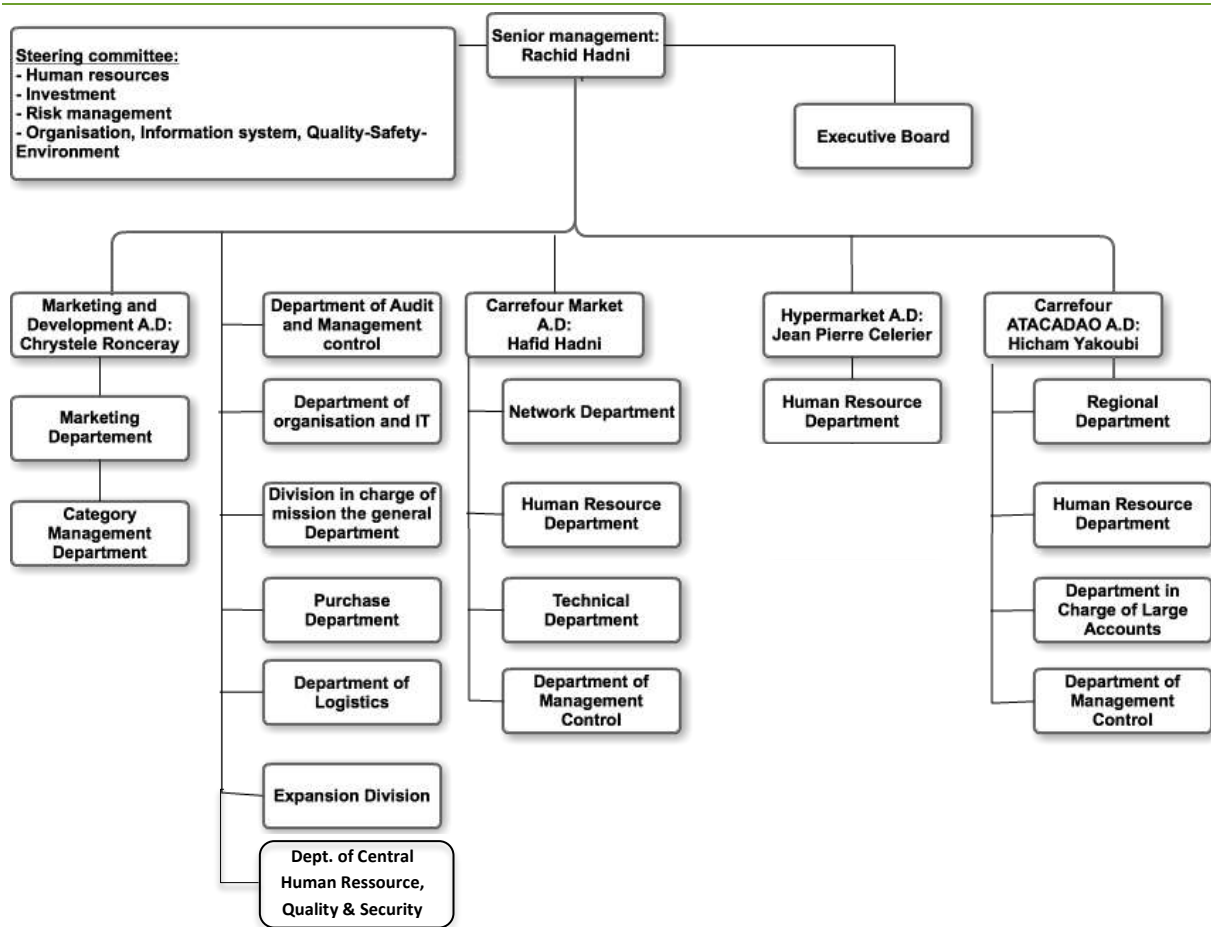 Senior management:
Rachid Hadni
Steering committee:
- Human resources
- Investment
- Risk management
- Organisation, Information system, Quality-Safety-
Environment
Executive Board
Marketing and
Development A.D:
Chrystele Ronceray
Marketing
Departement
Category
Management
Department
Department of Audit
and Management
control
Department of
organisation and IT
Division in charge of
mission the general
Department
Purchase
Department
Department of
Logistics
Expansion Division
Dept. of Central
Human Ressource,
Quality & Security
Carrefour Market
A.D:
Hafid Hadni
Network Department
Human Resource
Department
Technical
Department
Department of
Management
Control
Hypermarket A.D:
Jean Pierre Celerier
Human Resource
Department
Carrefour
ATACADAO A.D:
Hicham Yakoubi
Regional
Department
Human Resource
Department
Department in
Charge of Large
Accounts
Department of
Management
Control